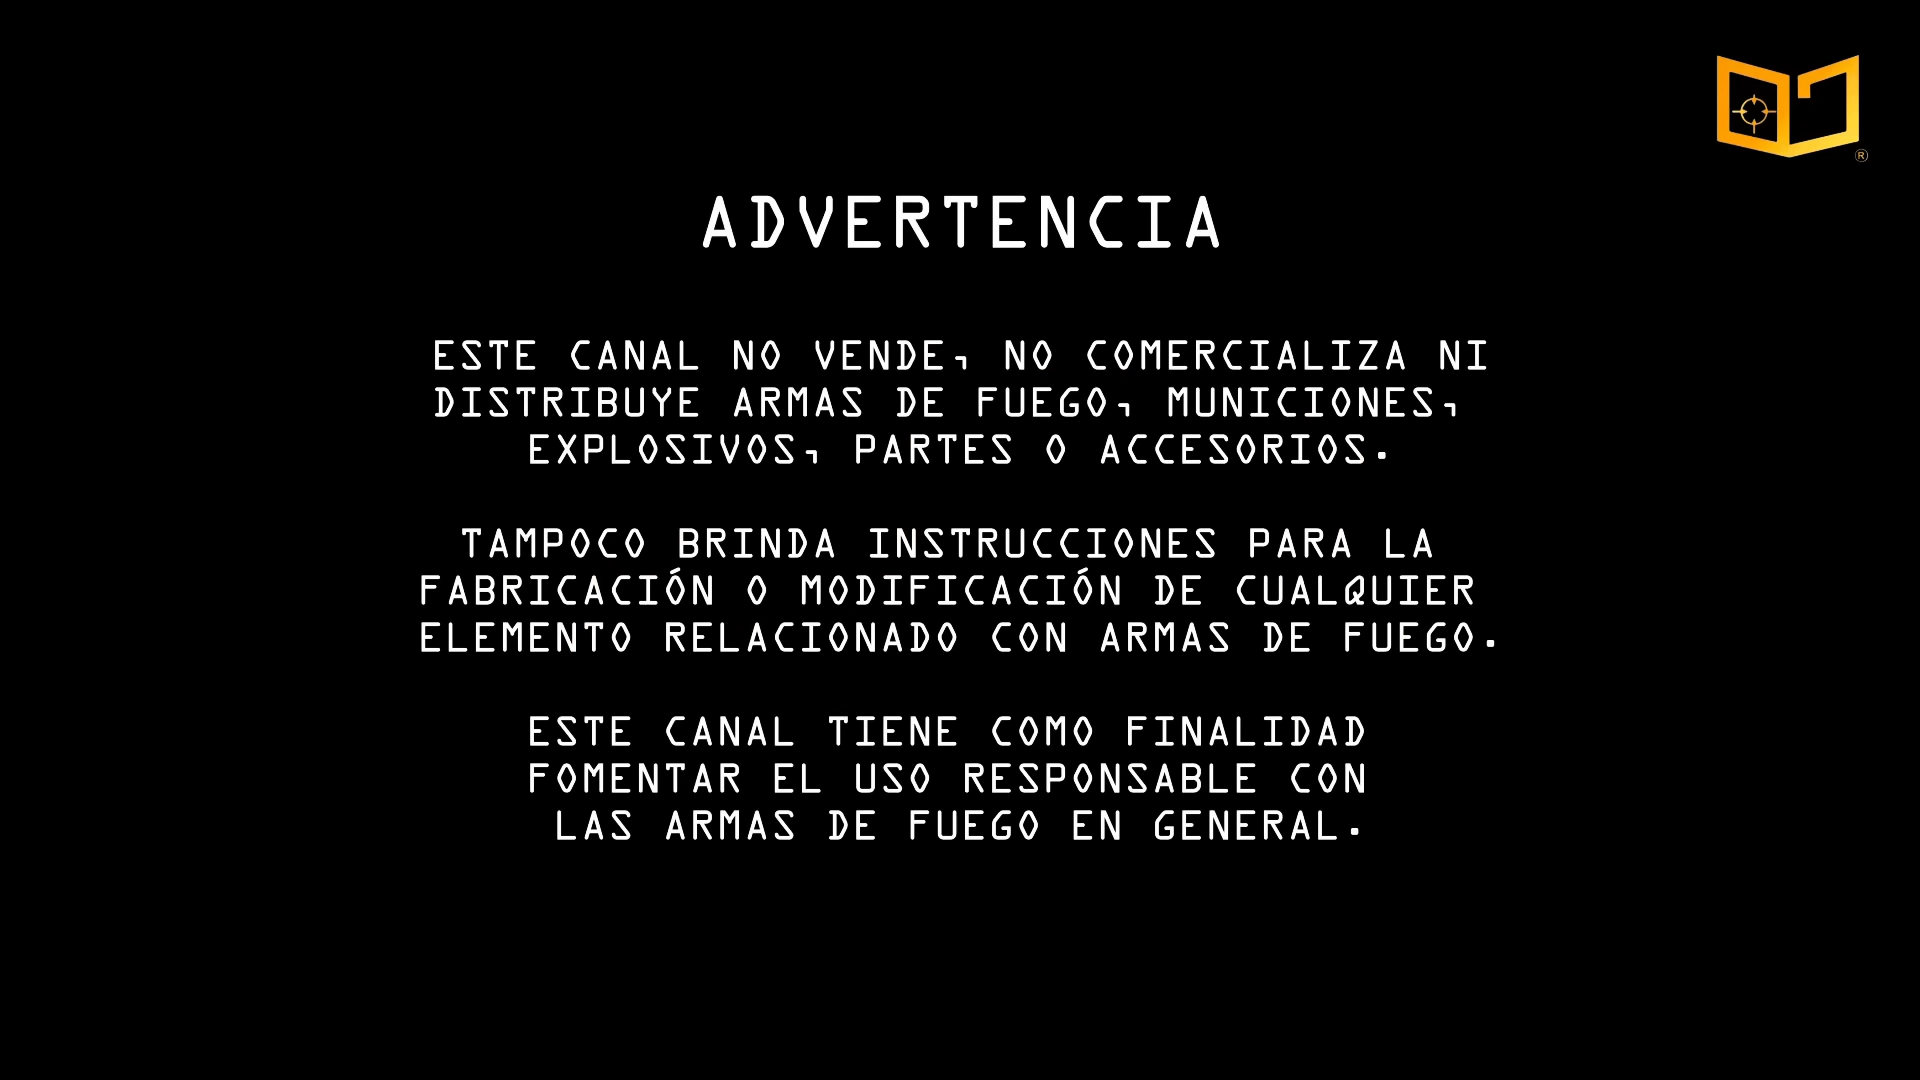 ADVERTENCIA
ESTE CANAL NO VENDE, NO COMERCIALIZA NI
DISTRIBUYE ARMAS DE FUEGO, MUNICIONES,
EXPLOSIVOS, PARTES O ACCESORIOS.
TAMPOCO BRINDA INSTRUCCIONES PARA LA
FABRICACIÓN O MODIFICACIÓN DE CUALQUIER
ELEMENTO RELACIONADO CON ARMAS DE FUEGO.
ESTE CANAL TIENE COMO FINALIDAD
FOMENTAR EL USO RESPONSABLE CON
LAS ARMAS DE FUEGO EN GENERAL.
®